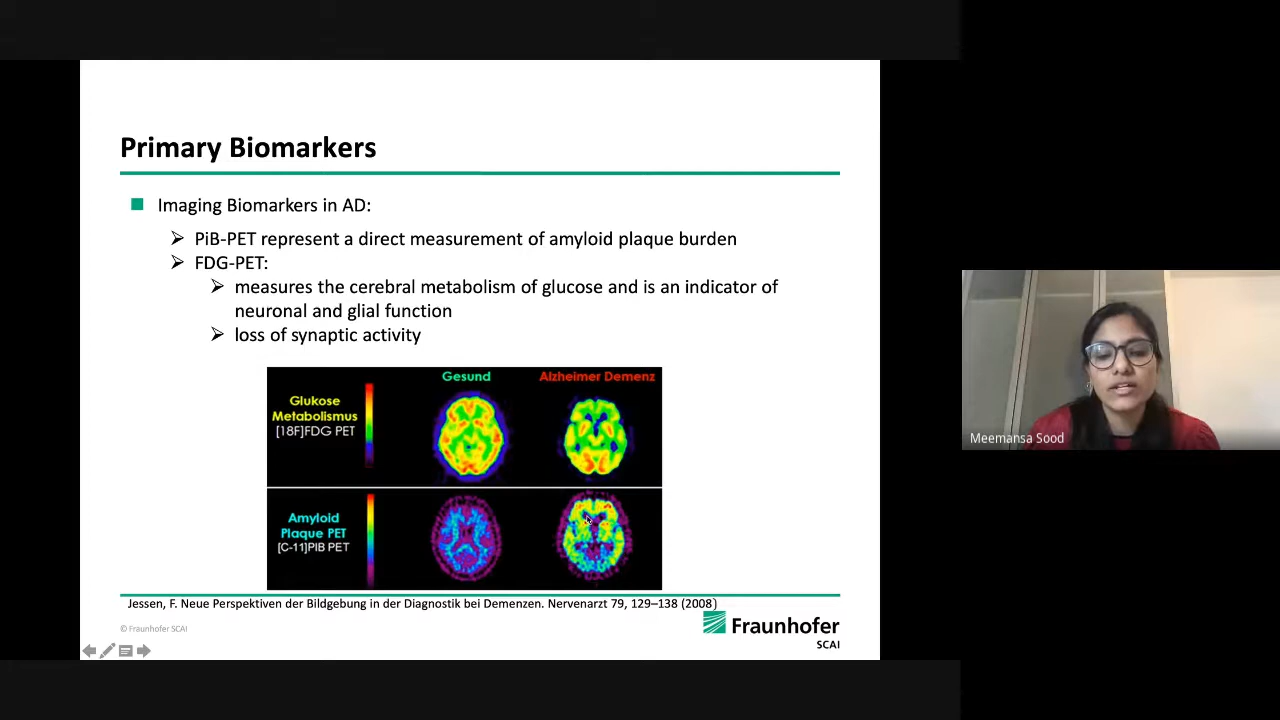 Primary Biomarkers
Imaging Biomarkers in AD:
PiB-PET represent a direct measurement of amyloid plaque burden
FDG-PET:
measures the cerebral metabolism of glucose and is an indicator of
neuronal and glial function
loss of synaptic activity
Gesund
Alzheimer Demenz
Glukose
Metabolismus
[18F]FDG PET
Amyloid
Plaque PET
[C-11]PIB PET
Jessen, F. Neue Perspektiven der Bildgebung in der Diagnostik bei Demenzen. Nervenarzt 79, 129–138 (2008)
© Fraunhofer SCAI
Fraunhofer
SCAI
Meemansa Sood